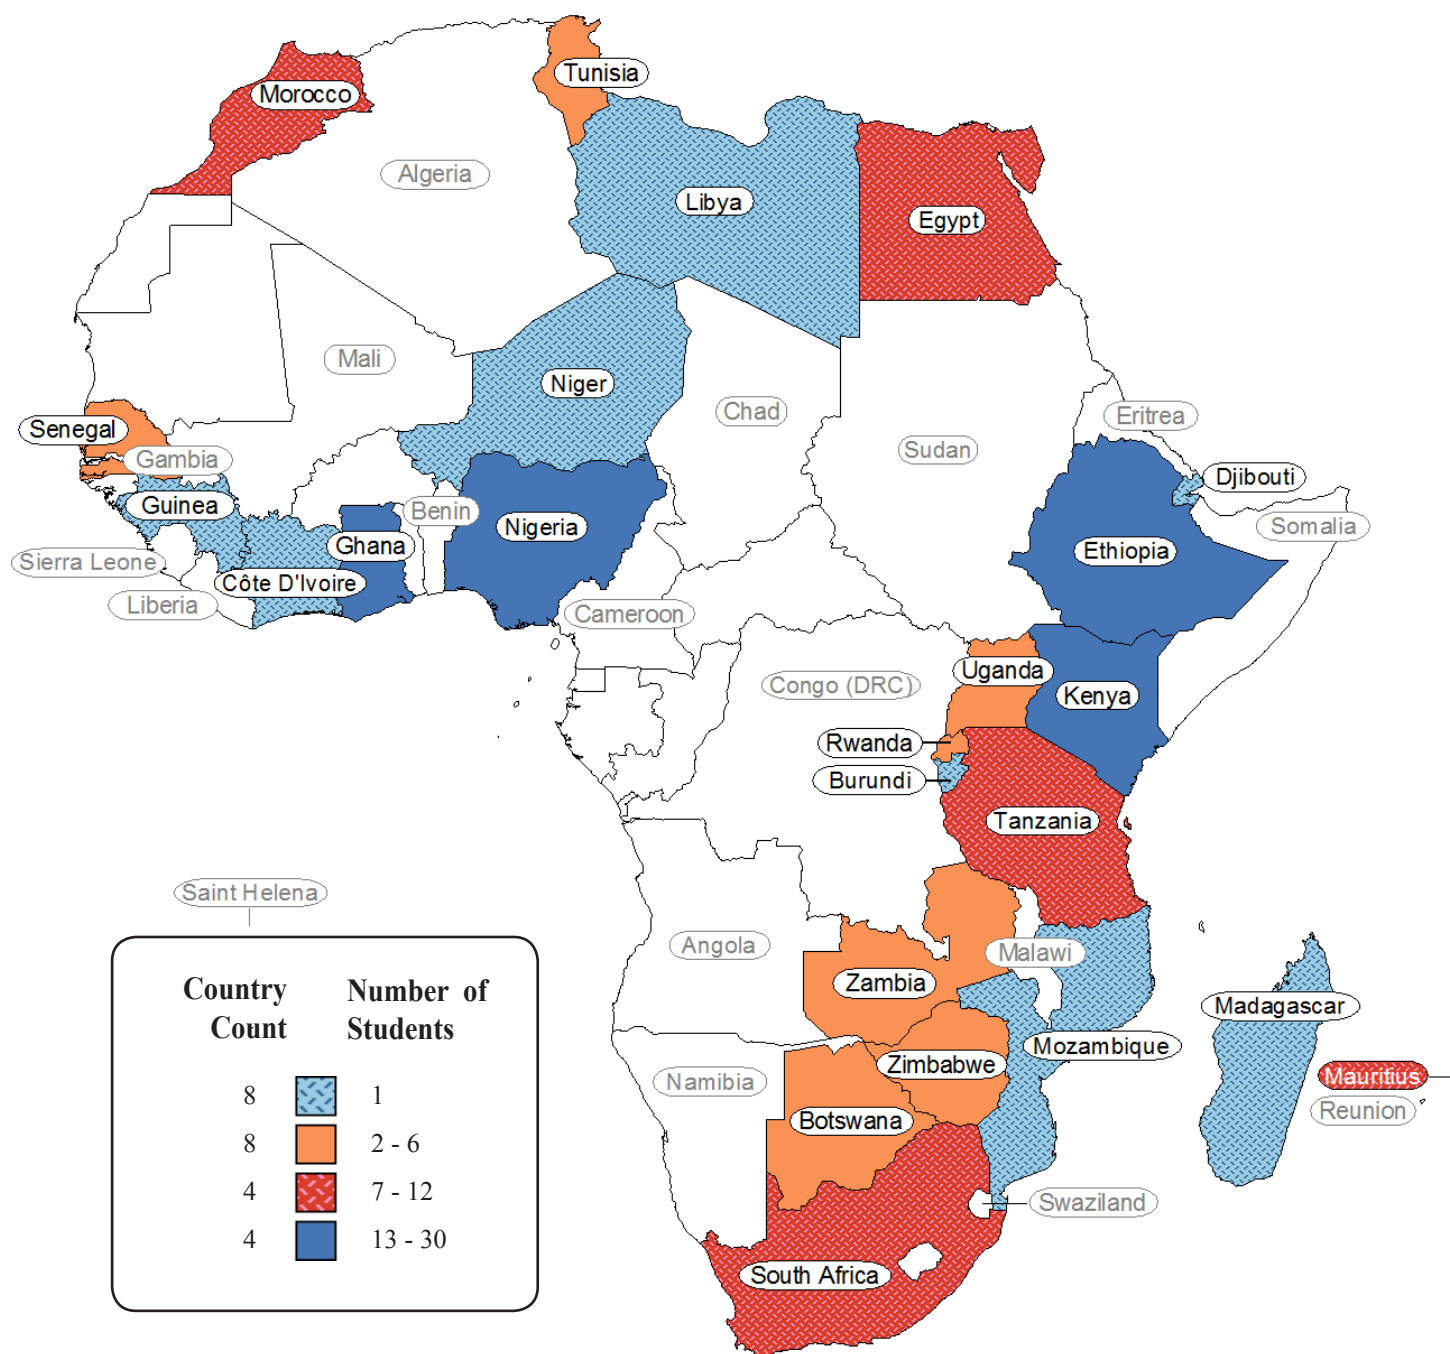 Tunisia
Morocco
Algeria
Libya
Egypt
Mali
Niger
Chad
Eritrea
Senegal
Sudan
Gambia
Djibouti
Guinea
Benin
Nigeria
Somalia
Ghana
Ethiopia
Sierra Leone
Côte D'Ivoire
Liberia
Cameroon
Uganda
Congo (DRC)
Kenya
Rwanda
Burundi
Tanzania
Saint Helena
Angola
Malawi
Zambia
Madagascar
Mozambique
Zimbabwe
Namibia
Mauritius
Reunion
Botswana
Swaziland
South Africa
Country Number of
Count Students
8 1
8 2 - 6
4 7 - 12
4 13 - 30